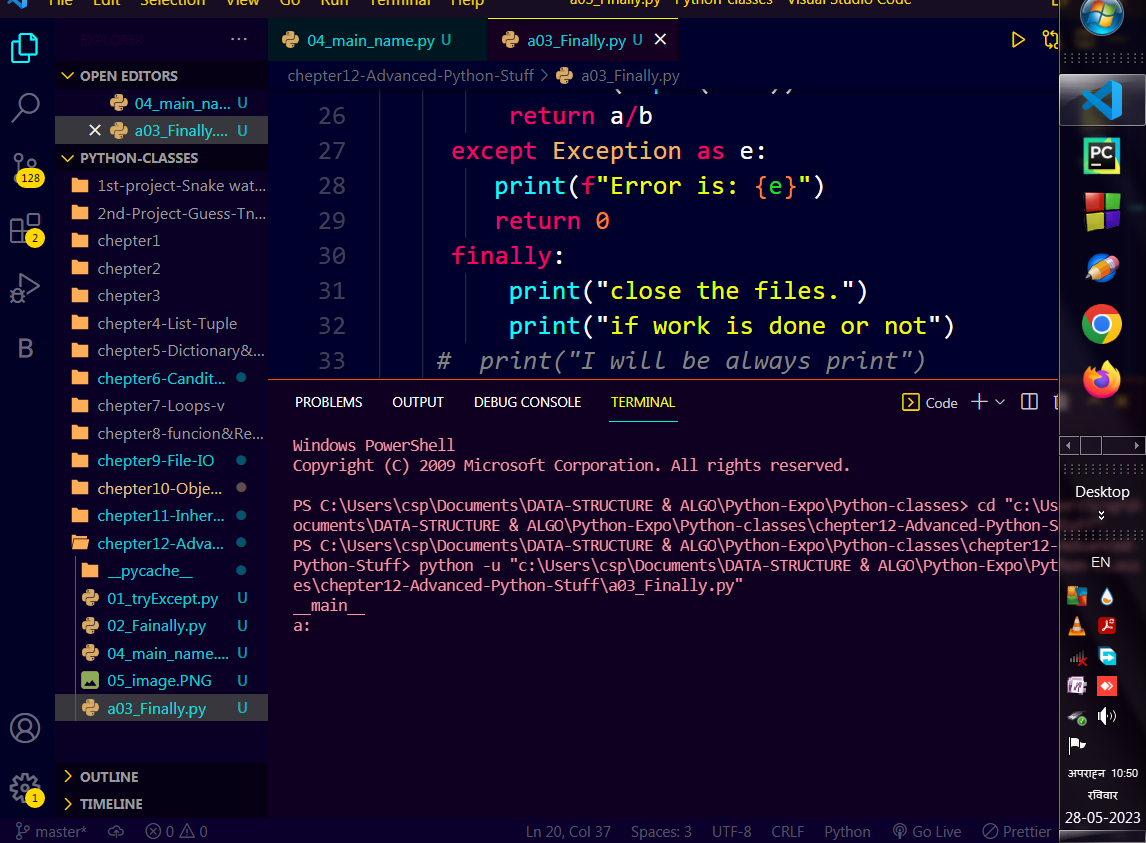 File Edit Selection View Go Run Terminal Help a03_Finally.py Python-classes Visual Studio Code
EXPLORER ...
OPEN EDITORS
04_main_na... U
a03_Finally.... U
PYTHON-CLASSES
1st-project-Snake wat...
2nd-Project-Guess-Tn...
chepter1
chepter2
chepter3
chepter4-List-Tuple
chepter5-Dictionary&...
chepter6-Candit...
chepter7-Loops-v
chepter8-funcion&Re...
chepter9-File-IO
chepter10-Obje...
chepter11-Inher...
chepter12-Adva...
__pycache__
01_tryExcept.py U
02_Fainally.py U
04_main_name.... U
05_image.PNG U
a03_Finally.py U
OUTLINE
TIMELINE
128
2
B
1
04_main_name.py U
a03_Finally.py U
chepter12-Advanced-Python-Stuff > a03_Finally.py
26 return a/b
27 except Exception as e:
28 print(f"Error is: {e}")
29 return 0
30 finally:
31 print("close the files.")
32 print("if work is done or not")
33 # print("I will be always print")
PROBLEMS OUTPUT DEBUG CONSOLE TERMINAL Code
Windows PowerShell
Copyright (C) 2009 Microsoft Corporation. All rights reserved.
PS C:\Users\csp\Documents\DATA-STRUCTURE & ALGO\Python-Expo\Python-classes> cd "c:\Us
ocuments\DATA-STRUCTURE & ALGO\Python-Expo\Python-classes\chepter12-Advanced-Python-S
PS C:\Users\csp\Documents\DATA-STRUCTURE & ALGO\Python-Expo\Python-classes\chepter12-
Python-Stuff> python -u "c:\Users\csp\Documents\DATA-STRUCTURE & ALGO\Python-Expo\Pyt
es\chepter12-Advanced-Python-Stuff\a03_Finally.py"
__main__
a:
master* 0 0 Ln 20, Col 37 Spaces: 3 UTF-8 CRLF Python Go Live Prettier
PC
Desktop
EN
अपराह्न 10:50
रविवार
28-05-2023